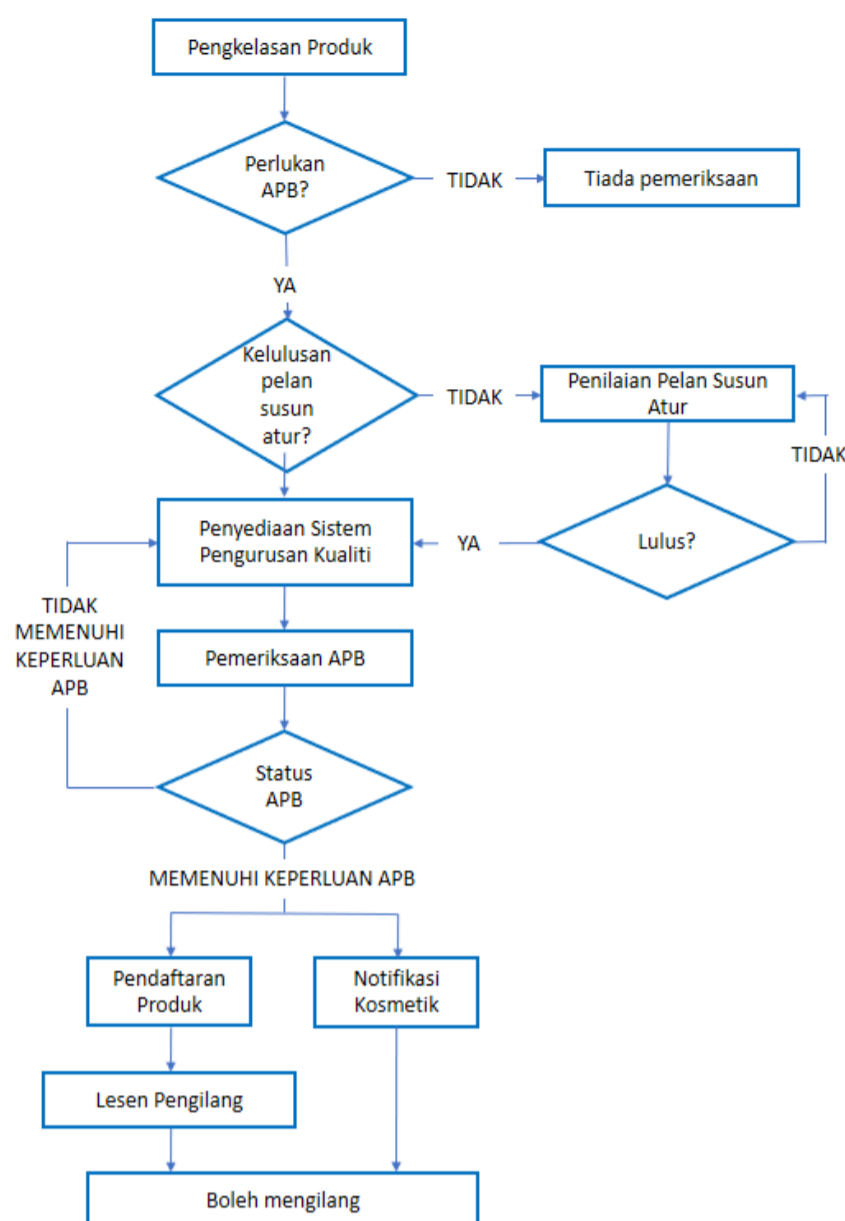 Pengkelasan Produk
Perlukan
APB?
TIDAK
Tiada pemeriksaan
YA
Kelulusan
pelan
susun
atur?
TIDAK
Penilaian Pelan Susun
Atur
TIDAK
Lulus?
YA
Penyediaan Sistem
Pengurusan Kualiti
TIDAK
MEMENUHI
KEPERLUAN
APB
Pemeriksaan APB
Status
APB
MEMENUHI KEPERLUAN APB
Pendaftaran
Produk
Notifikasi
Kosmetik
Lesen Pengilang
Boleh mengilang